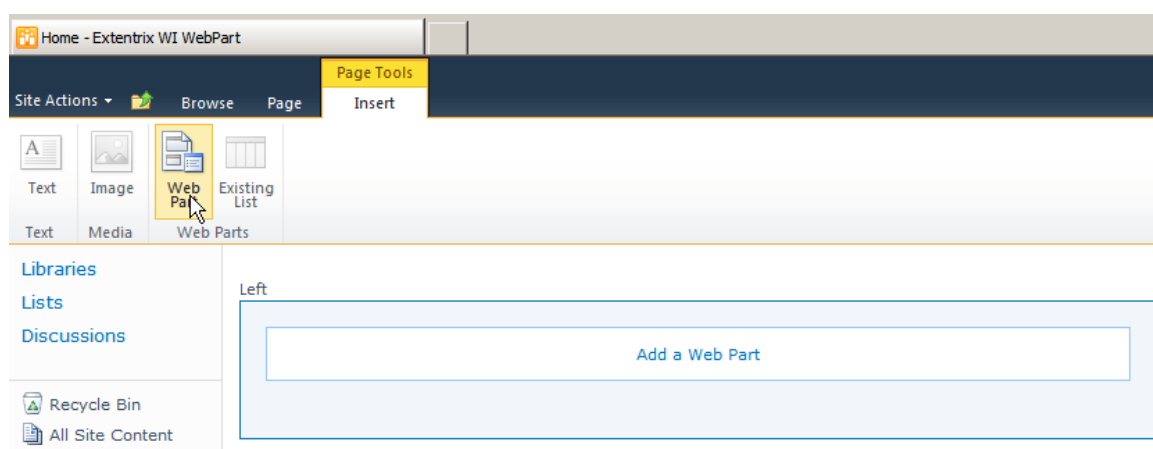 Home - Extentrix WI WebPart
Page Tools
Site Actions Browse Page Insert
A
Text Image Web Part Existing List
Text Media Web Parts
Libraries
Lists
Discussions
Recycle Bin
All Site Content
Left
Add a Web Part